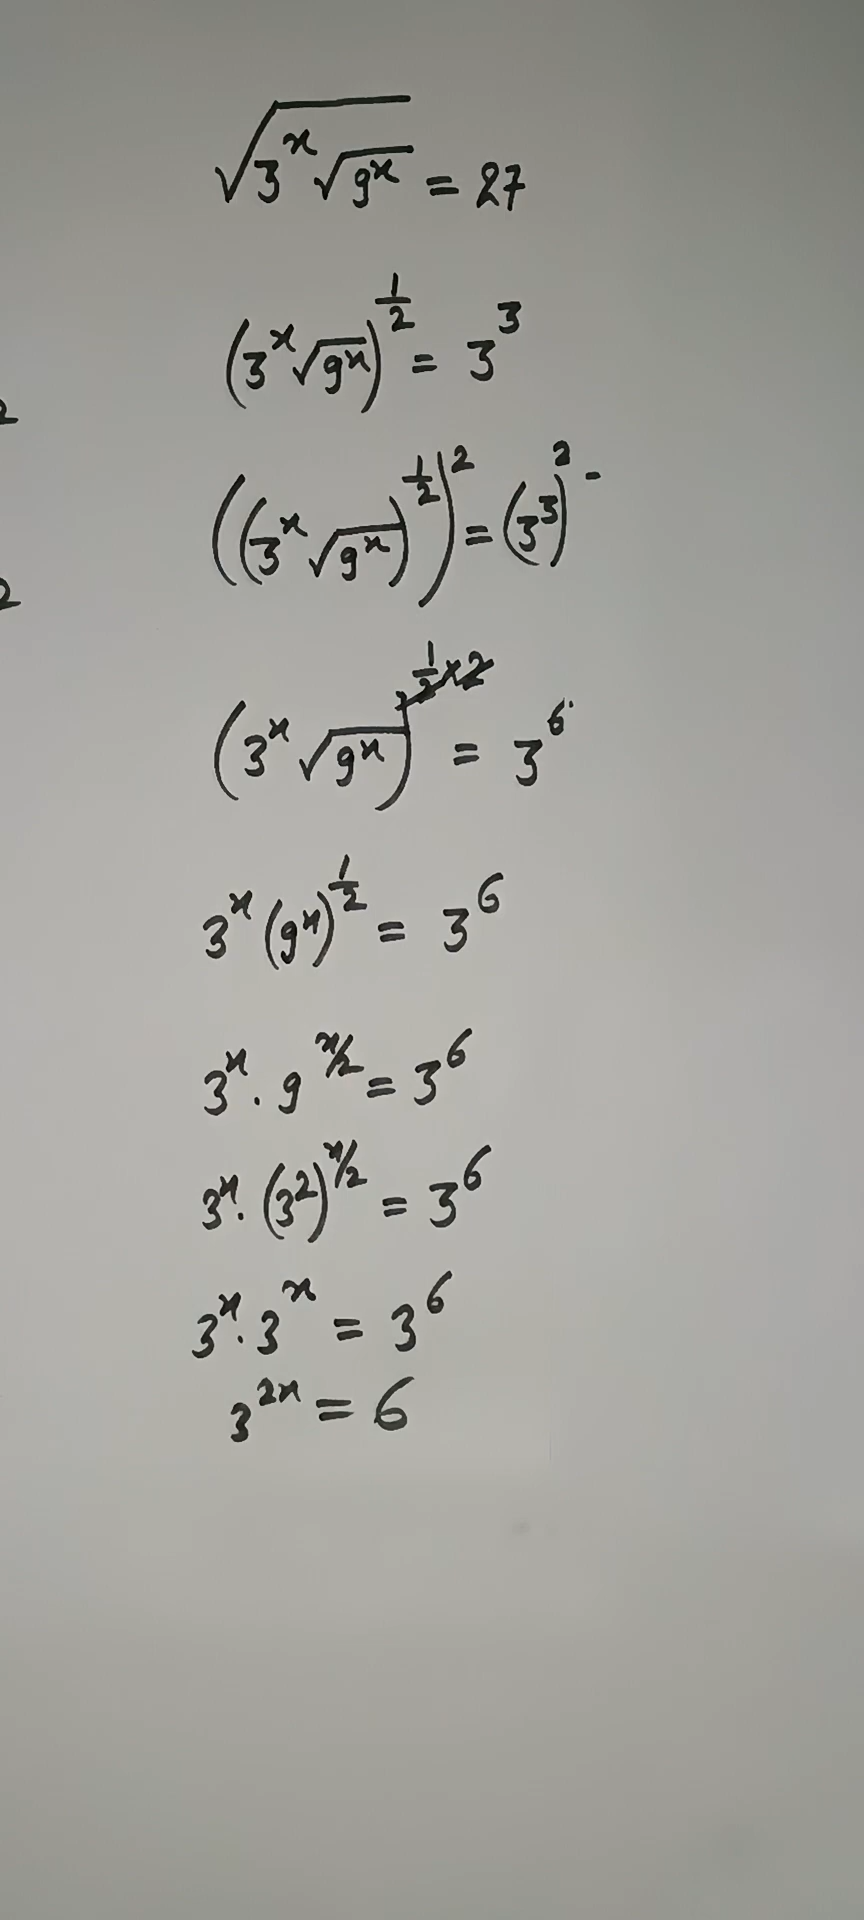 √(3^x √(9^x)) = 27
(3^x √(9^x))^(1/2) = 3^3
((3^x √(9^x))^(1/2))^2 = (3^3)^2 -
(3^x √(9^x))^(1/2 × 2) = 3^6
3^x (9^x)^(1/2) = 3^6
3^x . 9^(x/2) = 3^6
3^x . (3^2)^(x/2) = 3^6
3^x . 3^x = 3^6
3^(2x) = 6